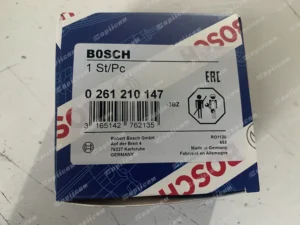 BOSCH
1 St/Pc
0 261 210 147
EAC
3 165142 762135
Robert Bosch GmbH
Auf der Breit 4
76227 Karlsruhe
GERMANY
Made in Germany
Fabriqué en Allemagne
BOSCH